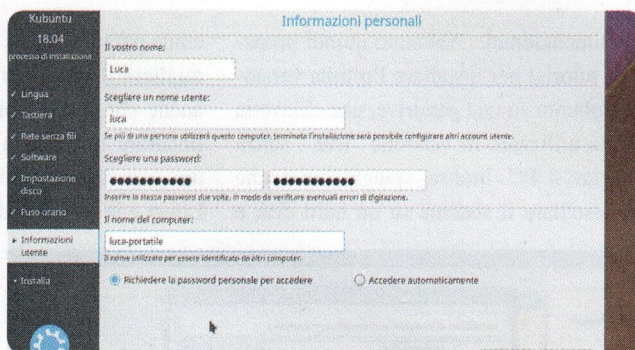 Kubuntu
18.04
processo di installazione
✓ Lingua
✓ Tastiera
✓ Rete senza fili
✓ Software
✓ Impostazione
disco
✓ Fuso orario
▸ Informazioni
utente
• Installa
Informazioni personali
Il vostro nome:
Luca
Scegliere un nome utente:
luca
Se più di una persona utilizzerà questo computer, terminata l'installazione sarà possibile configurare altri account utente.
Scegliere una password:
●●●●●●●●●●● ●●●●●●●●●●●
Inserire la stessa password due volte, in modo da verificare eventuali errori di digitazione.
Il nome del computer:
luca-portatile
Il nome utilizzato per essere identificato da altri computer.
Richiedere la password personale per accedere Accedere automaticamente